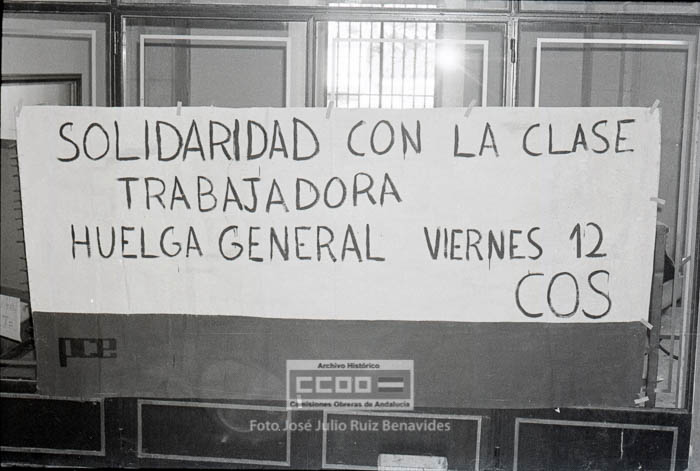 SOLIDARIDAD CON LA CLASE
TRABAJADORA
HUELGA GENERAL VIERNES 12
COS
pce
Archivo Histórico
CCOO
Comisiones Obreras de Andalucía
Foto José Julio Ruiz Benavides